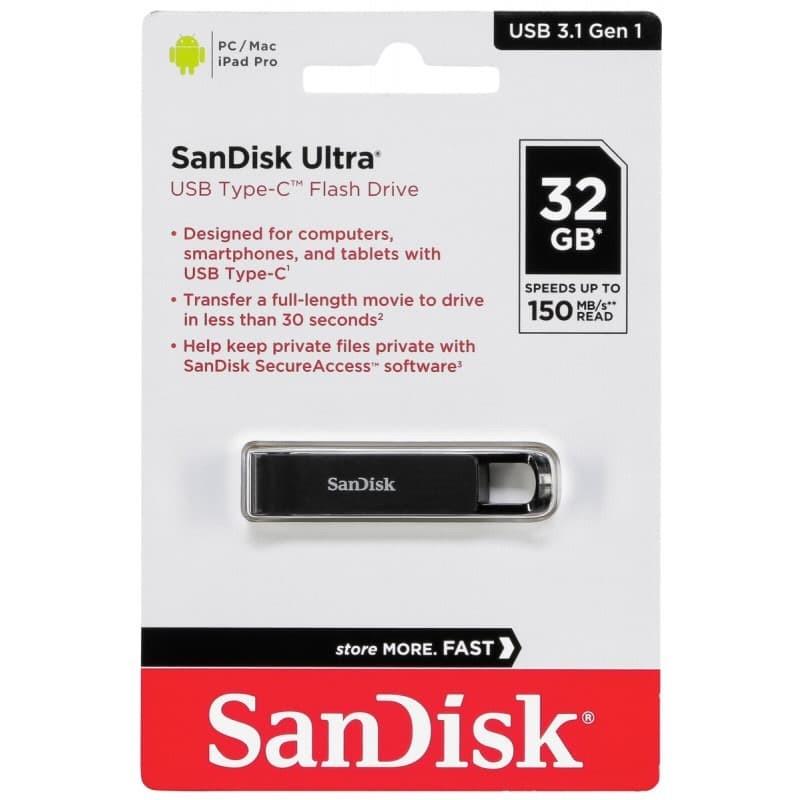 PC / Mac
iPad Pro
USB 3.1 Gen 1
SanDisk Ultra®
USB Type-C™ Flash Drive
• Designed for computers,
smartphones, and tablets with
USB Type-C¹
• Transfer a full-length movie to drive
in less than 30 seconds²
• Help keep private files private with
SanDisk SecureAccess™ software³
32
GB*
SPEEDS UP TO
150 MB/s**
READ
SanDisk
store MORE. FAST
SanDisk®